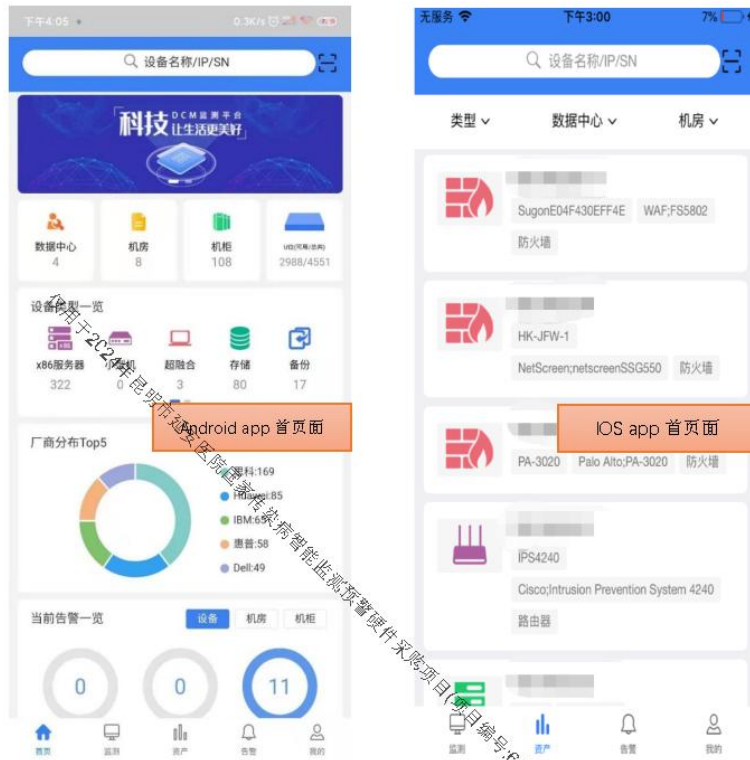 下午4:05
0.3K/s
设备名称/IP/SN
科技
DCM监测平台
让生活更美好
数据中心
4
机房
8
机柜
108
U位(可用/总共)
2988/4551
设备类型一览
x86服务器
322
0
超融合
3
存储
80
备份
17
Android app 首页面
厂商分布Top5
思科:169
Huawei:85
IBM:65
惠普:58
Dell:49
当前告警一览
设备
机房
机柜
0
0
11
首页
监测
资产
告警
我的
无服务
下午3:00
7%
设备名称/IP/SN
类型
数据中心
机房
SugonE04F430EFF4E
WAF;FS5802
防火墙
HK-JFW-1
NetScreen;netscreenSSG550
防火墙
IOS app 首页面
PA-3020
Palo Alto;PA-3020
防火墙
IPS4240
Cisco;Intrusion Prevention System 4240
路由器
监测
资产
告警
我的
仅用于2024年昆明市延安医院国家传染病智能监测预警硬件采购项目(项目编号:6